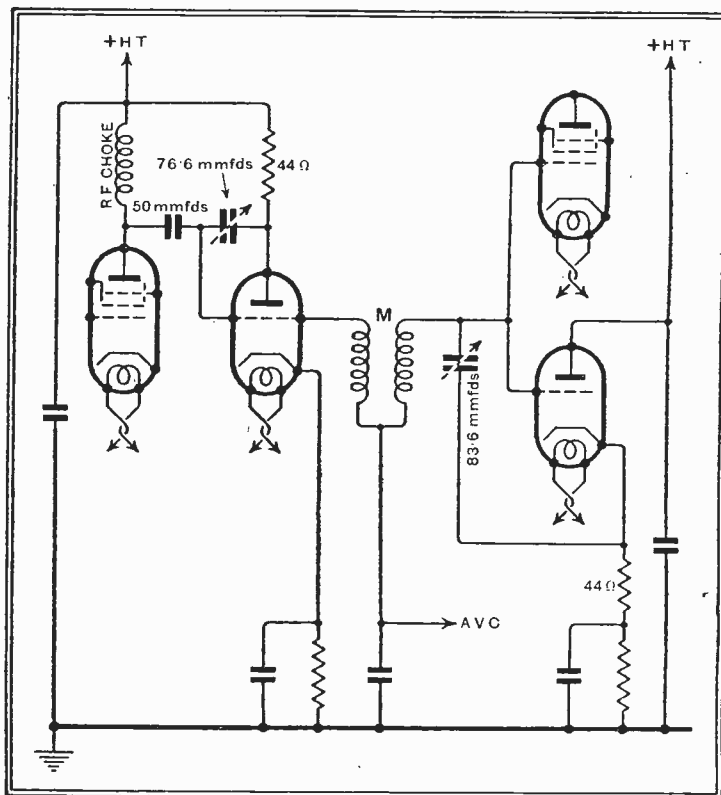 +HT
+HT
RF CHOKE
76·6 mmfds
44Ω
50 mmfds
M
83·6 mmfds
44Ω
AVC